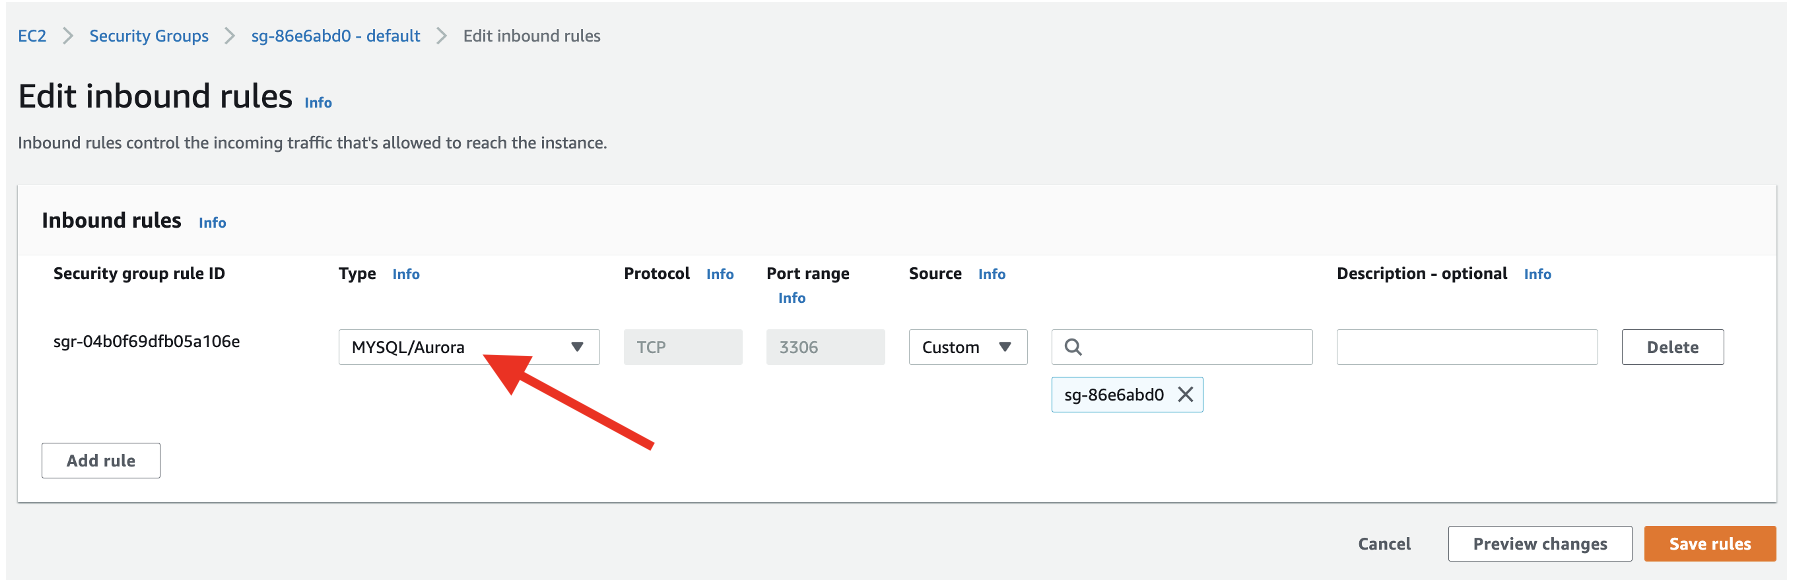 EC2 > Security Groups > sg-86e6abd0 - default > Edit inbound rules
Edit inbound rules Info
Inbound rules control the incoming traffic that's allowed to reach the instance.
Inbound rules Info
Security group rule ID Type Info Protocol Info Port range Info Source Info Description - optional Info
sgr-04b0f69dfb05a106e MYSQL/Aurora TCP 3306 Custom Delete
sg-86e6abd0
Add rule
Cancel Preview changes Save rules